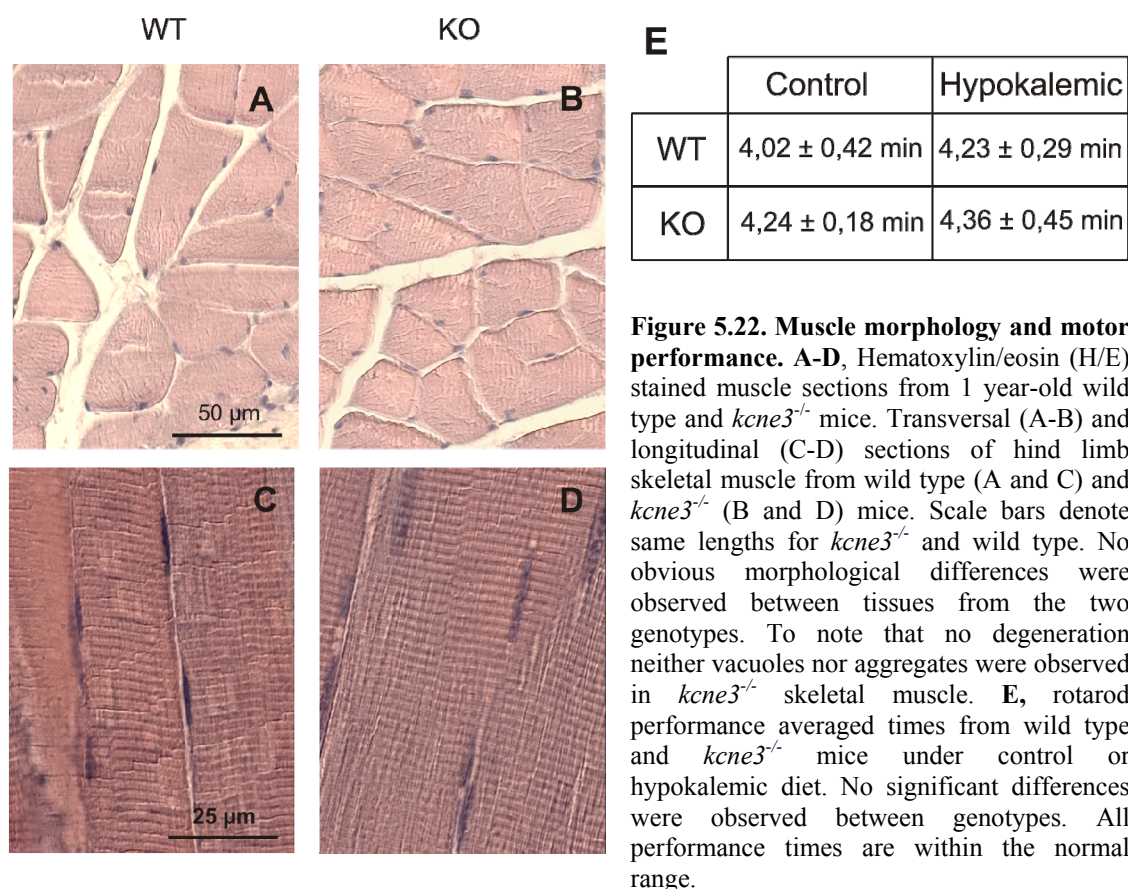 WT
KO
A
B
50 µm
C
D
25 µm
E
Control Hypokalemic
WT 4,02 ± 0,42 min 4,23 ± 0,29 min
KO 4,24 ± 0,18 min 4,36 ± 0,45 min
Figure 5.22. Muscle morphology and motor
performance. A-D, Hematoxylin/eosin (H/E)
stained muscle sections from 1 year-old wild
type and kcne3-/- mice. Transversal (A-B) and
longitudinal (C-D) sections of hind limb
skeletal muscle from wild type (A and C) and
kcne3-/- (B and D) mice. Scale bars denote
same lengths for kcne3-/- and wild type. No
obvious morphological differences were
observed between tissues from the two
genotypes. To note that no degeneration
neither vacuoles nor aggregates were observed
in kcne3-/- skeletal muscle. E, rotarod
performance averaged times from wild type
and kcne3-/- mice under control or
hypokalemic diet. No significant differences
were observed between genotypes. All
performance times are within the normal
range.